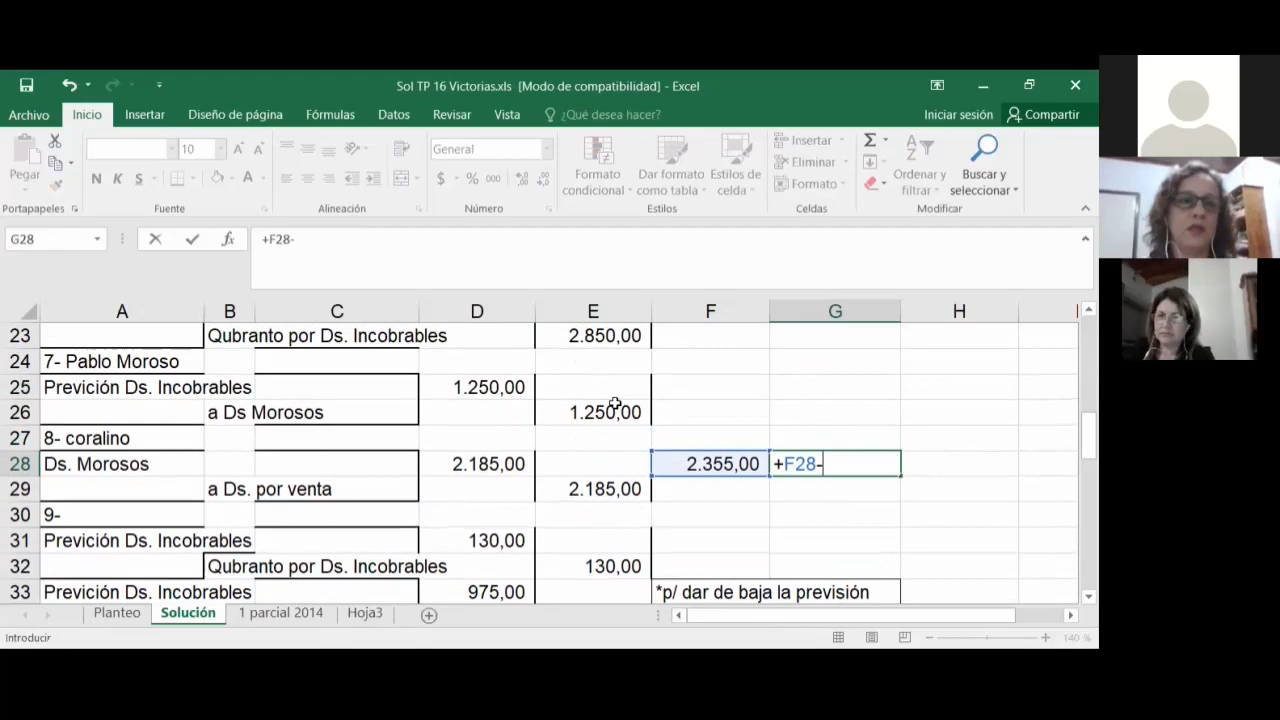 Sol TP 16 Victorias.xls [Modo de compatibilidad] - Excel
Archivo Inicio Insertar Diseño de página Fórmulas Datos Revisar Vista ¿Qué desea hacer? Iniciar sesión Compartir
Pegar
N K S
Portapapeles
10
Fuente
Alineación
General
$ % 000
Número
Formato condicional
Dar formato como tabla
Estilos de celda
Estilos
Insertar
Eliminar
Formato
Celdas
Ordenar y filtrar
Buscar y seleccionar
Modificar
G28 fx +F28-
A B C D E F G H
23 Qubranto por Ds. Incobrables 2.850,00
24 7- Pablo Moroso
25 Previción Ds. Incobrables 1.250,00
26 a Ds Morosos 1.250,00
27 8- coralino
28 Ds. Morosos 2.185,00 2.355,00 +F28-
29 a Ds. por venta 2.185,00
30 9-
31 Previción Ds. Incobrables 130,00
32 Qubranto por Ds. Incobrables 130,00
33 Previción Ds. Incobrables 975,00 *p/ dar de baja la previsión
Planteo Solución 1 parcial 2014 Hoja3
Introducir 140 %